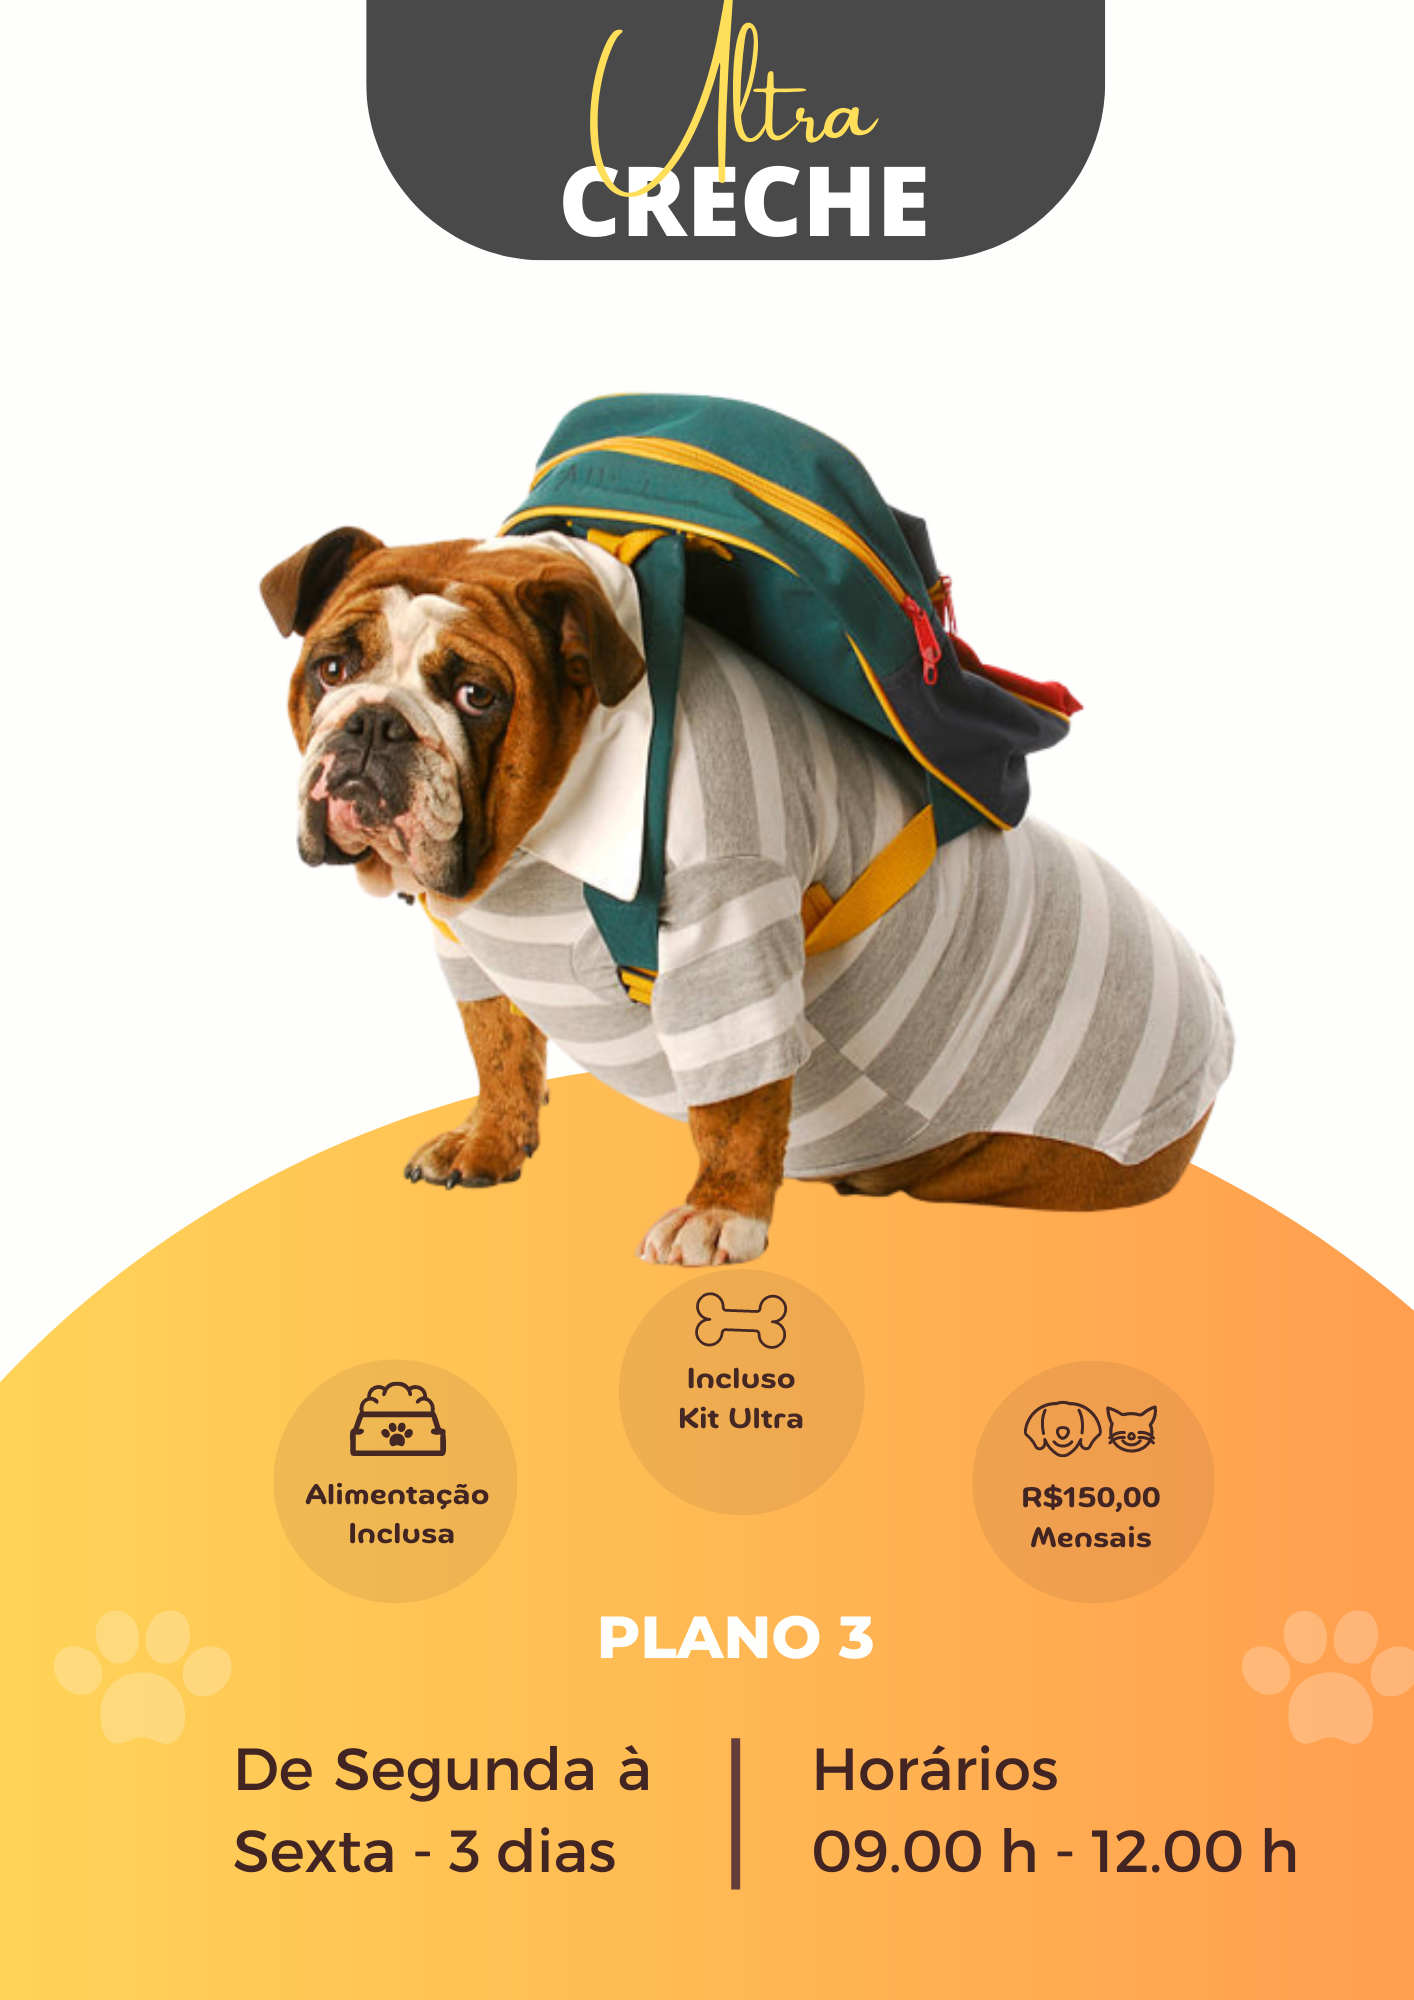 Ultra
CRECHE
Incluso
Kit Ultra
Alimentação
Inclusa
R$150,00
Mensais
PLANO 3
De Segunda à
Sexta - 3 dias
Horários
09.00 h - 12.00 h